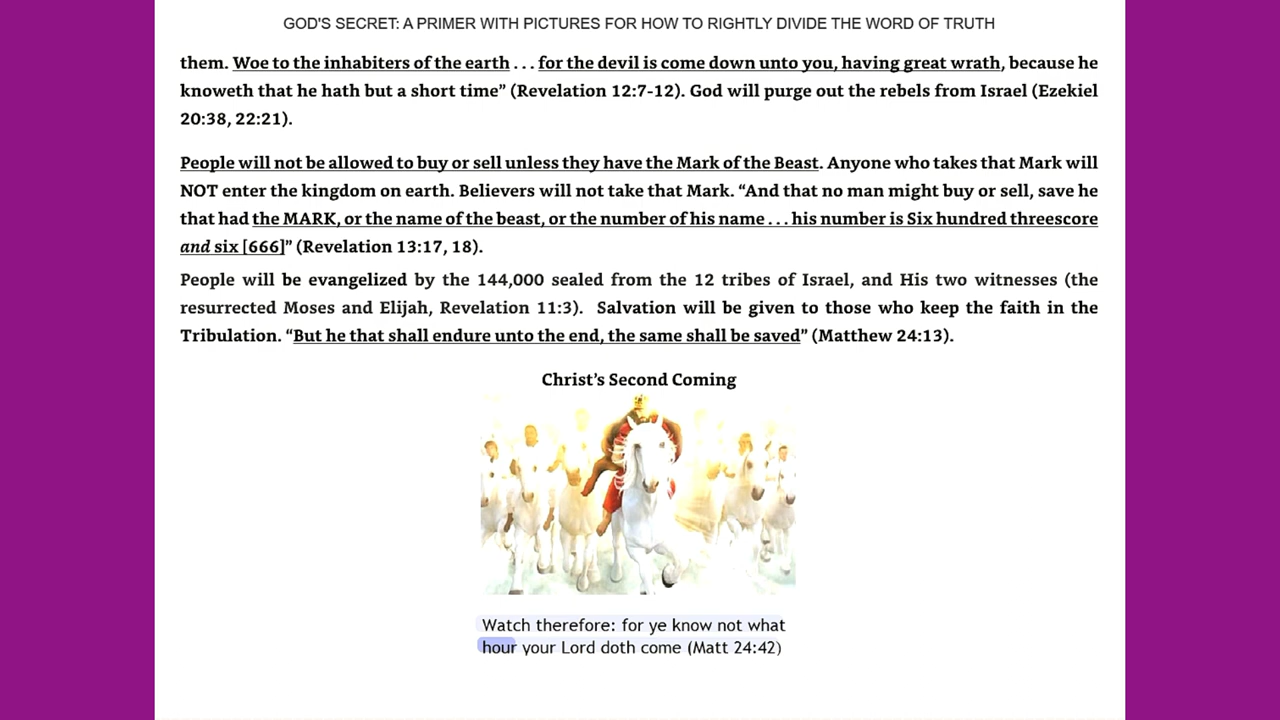 GOD'S SECRET: A PRIMER WITH PICTURES FOR HOW TO RIGHTLY DIVIDE THE WORD OF TRUTH
them. Woe to the inhabiters of the earth . . . for the devil is come down unto you, having great wrath, because he
knoweth that he hath but a short time” (Revelation 12:7-12). God will purge out the rebels from Israel (Ezekiel
20:38, 22:21).
People will not be allowed to buy or sell unless they have the Mark of the Beast. Anyone who takes that Mark will
NOT enter the kingdom on earth. Believers will not take that Mark. “And that no man might buy or sell, save he
that had the MARK, or the name of the beast, or the number of his name . . . his number is Six hundred threescore
and six [666]” (Revelation 13:17, 18).
People will be evangelized by the 144,000 sealed from the 12 tribes of Israel, and His two witnesses (the
resurrected Moses and Elijah, Revelation 11:3). Salvation will be given to those who keep the faith in the
Tribulation. “But he that shall endure unto the end, the same shall be saved” (Matthew 24:13).
Christ’s Second Coming
Watch therefore: for ye know not what
hour your Lord doth come (Matt 24:42)